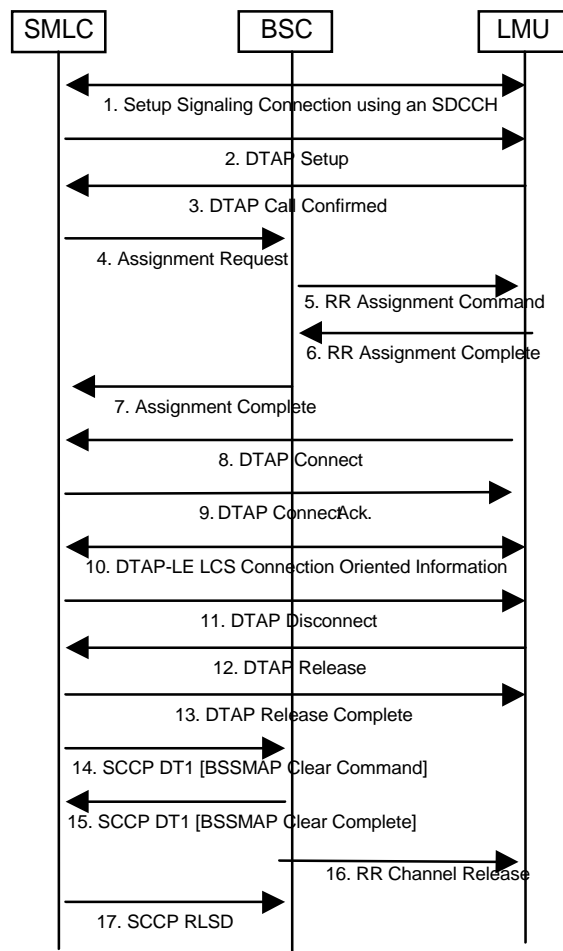 SMLC BSC LMU
1. Setup Signaling Connection using an SDCCH
2. DTAP Setup
3. DTAP Call Confirmed
4. Assignment Request
5. RR Assignment Command
6. RR Assignment Complete
7. Assignment Complete
8. DTAP Connect
9. DTAP Connect Ack.
10. DTAP-LE LCS Connection Oriented Information
11. DTAP Disconnect
12. DTAP Release
13. DTAP Release Complete
14. SCCP DT1 [BSSMAP Clear Command]
15. SCCP DT1 [BSSMAP Clear Complete]
16. RR Channel Release
17. SCCP RLSD